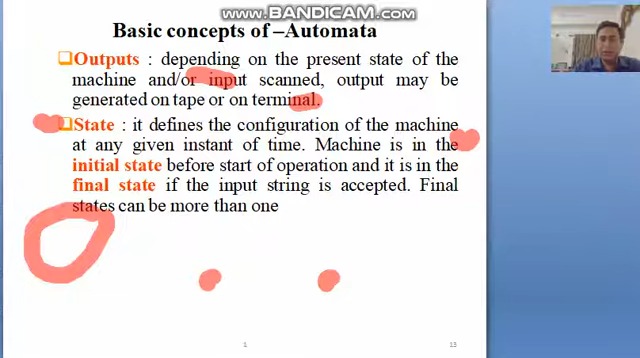 www.BANDICAM.com
Basic concepts of –Automata
Outputs : depending on the present state of the
machine and/or input scanned, output may be
generated on tape or on terminal.
State : it defines the configuration of the machine
at any given instant of time. Machine is in the
initial state before start of operation and it is in the
final state if the input string is accepted. Final
states can be more than one
1
13